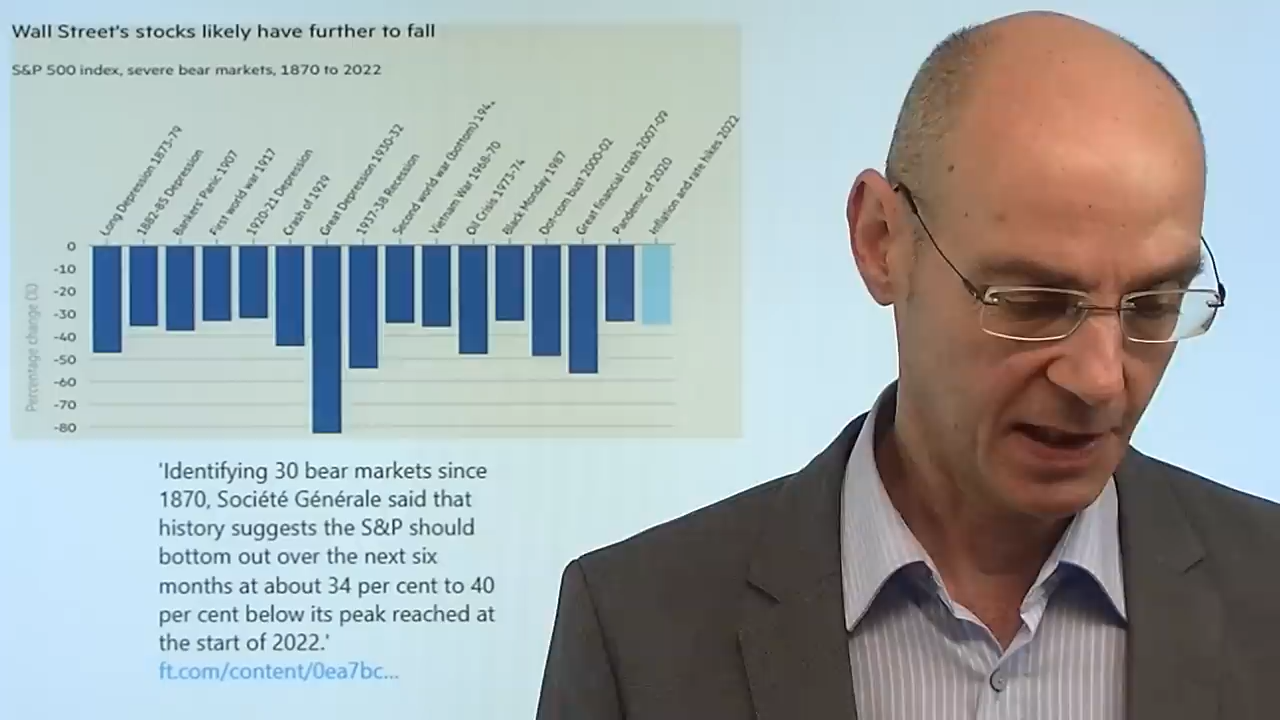 Wall Street's stocks likely have further to fall
S&P 500 index, severe bear markets, 1870 to 2022
Long Depression 1873-79
1882-85 Depression
Bankers' Panic 1907
First world war 1917
1920-21 Depression
Crash of 1929
Great Depression 1930-32
1937-38 Recession
Second world war (bottom)
Vietnam War 1968-70
Oil Crisis 1973-74
Black Monday 1987
Dot-com bust 2000-02
Great financial crash 2007-09
Pandemic of 2020
Inflation and rate hikes 2022
Percentage change (%)
0
-10
-20
-30
-40
-50
-60
-70
-80
'Identifying 30 bear markets since
1870, Société Générale said that
history suggests the S&P should
bottom out over the next six
months at about 34 per cent to 40
per cent below its peak reached at
the start of 2022.'
ft.com/content/0ea7bc...